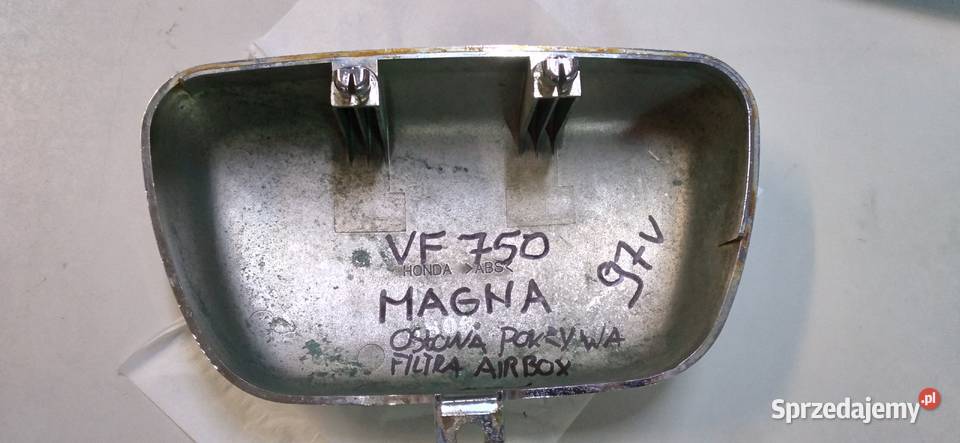 VF 750
HONDA >ABS<
97r
MAGNA
OSŁONA POKRYWA
FILTRA AIRBOX
Sprzedajemy.pl